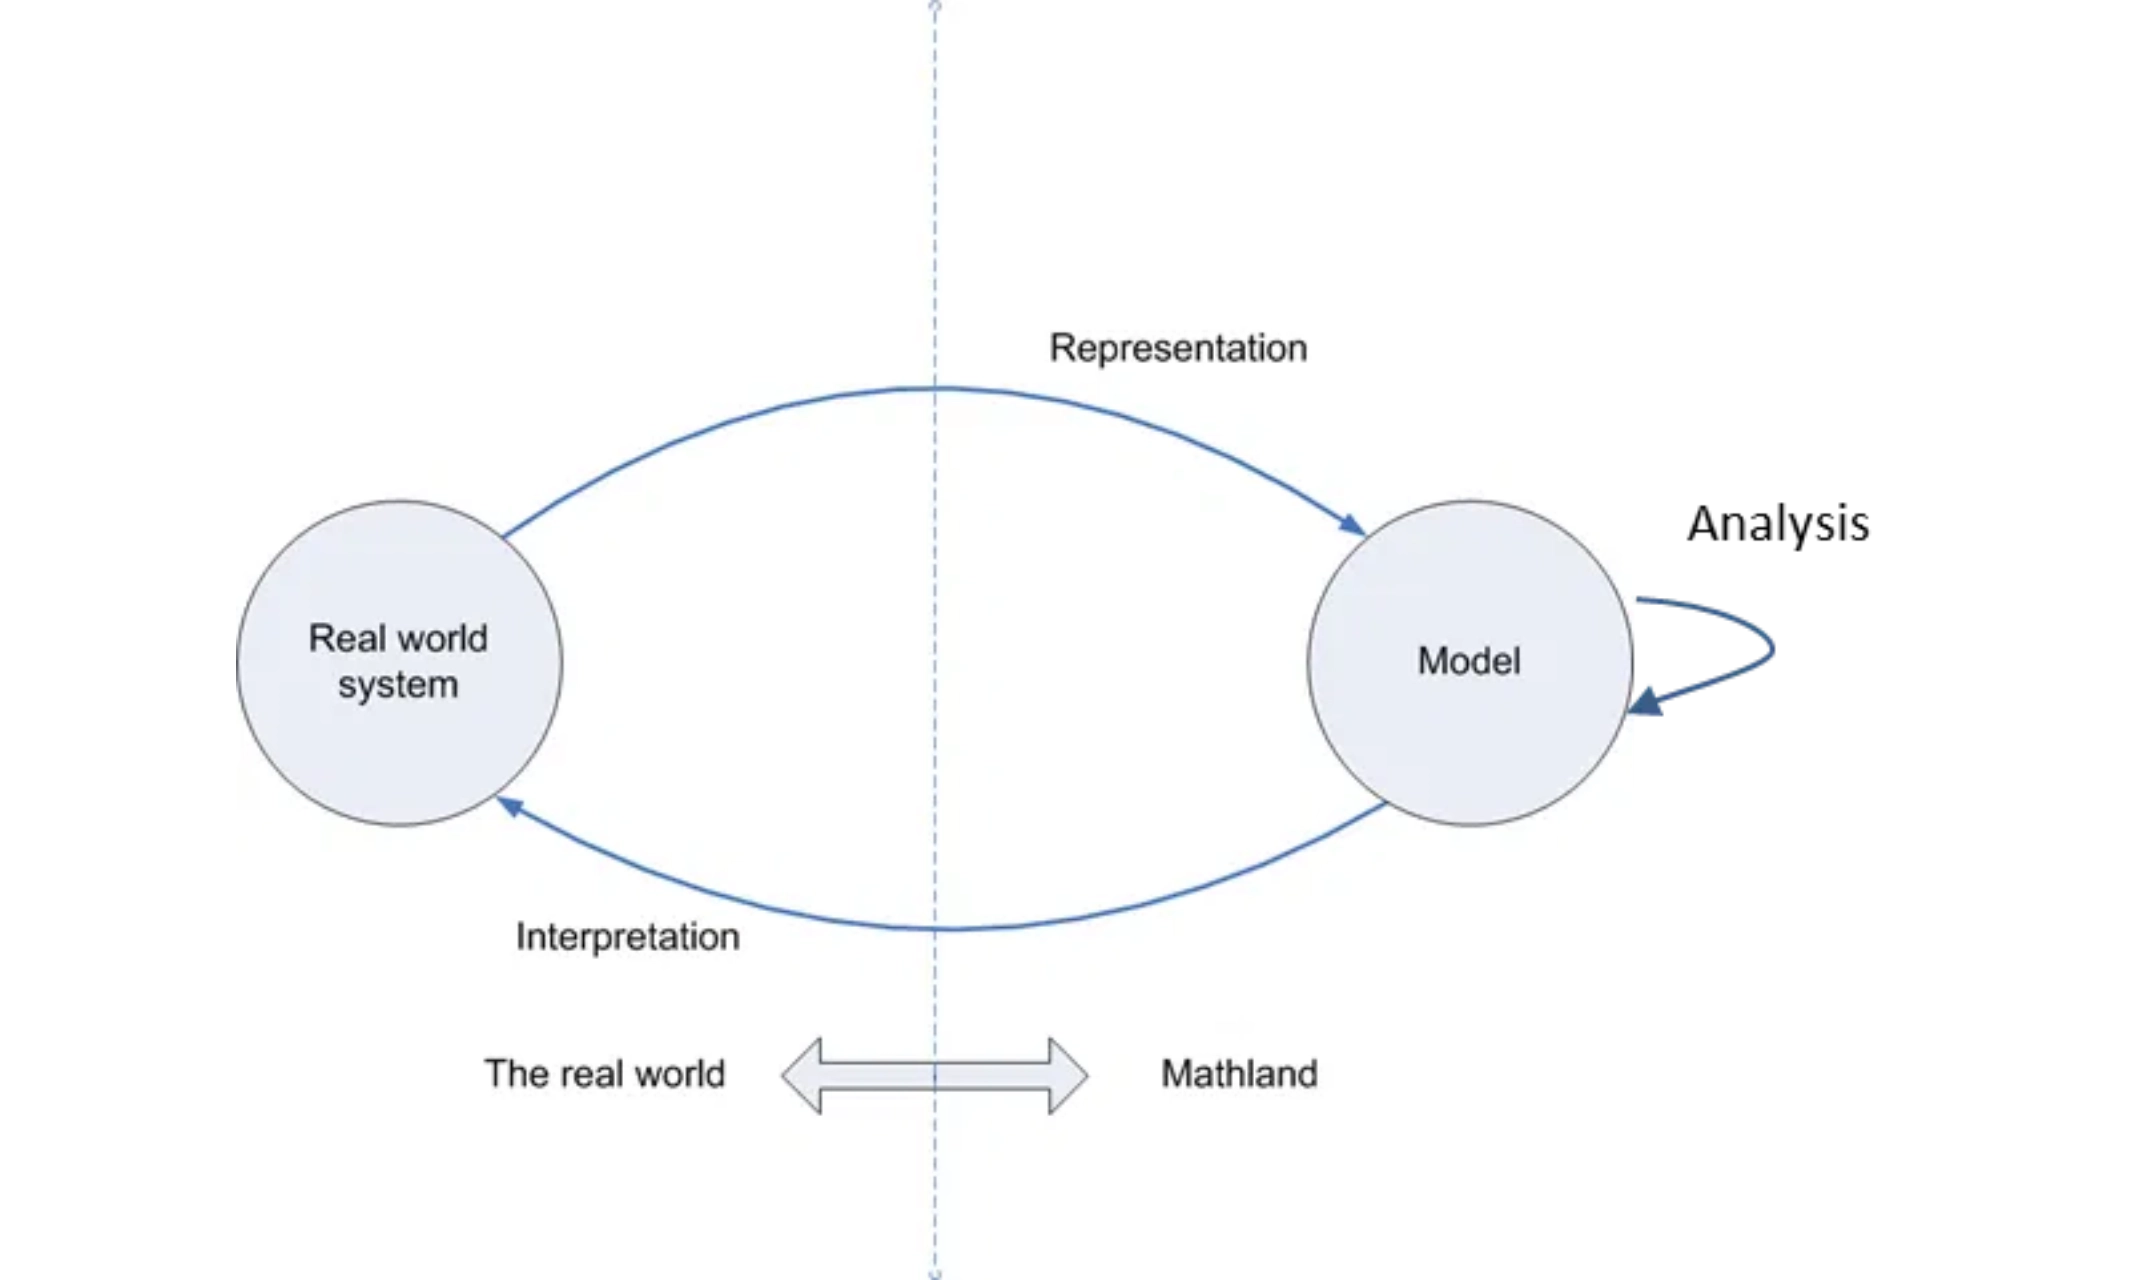 Representation
Analysis
Real world
system
Model
Interpretation
The real world
Mathland